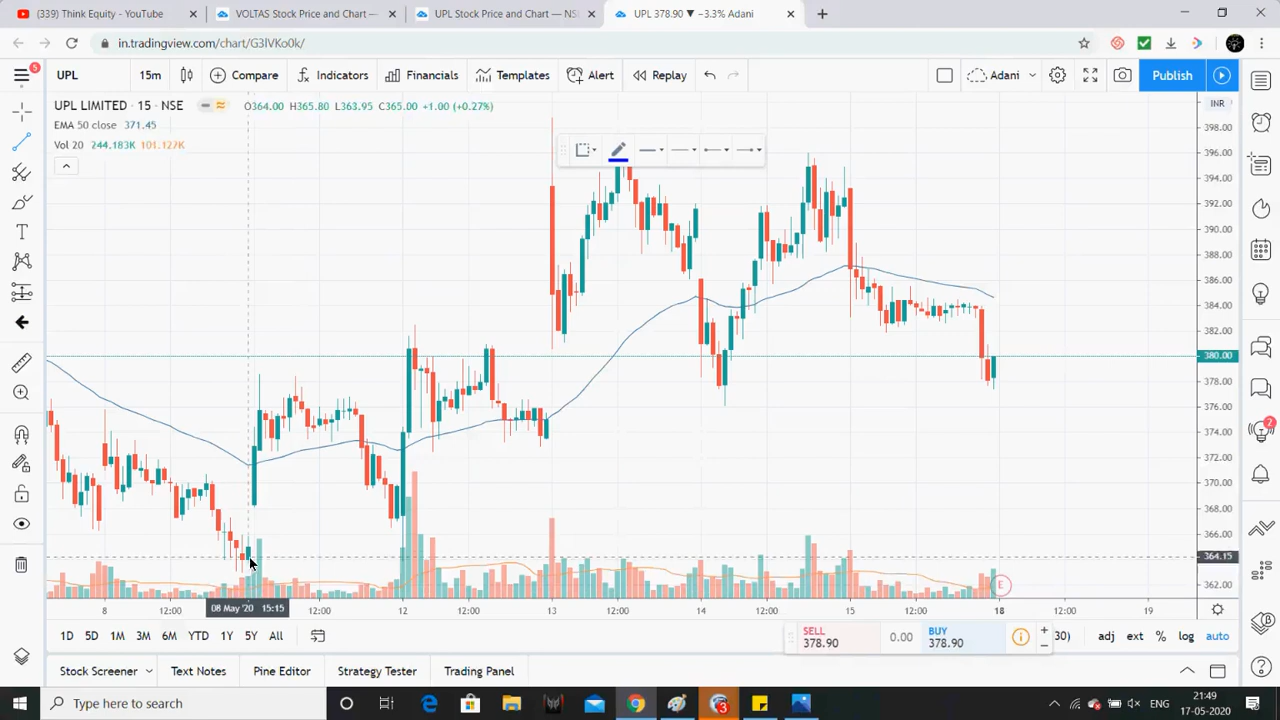 (339) Think Equity - YouTube
VOLTAS Stock Price and Chart —
UPL Stock Price and Chart — NS
UPL 378.90 ▼ −3.3% Adani
in.tradingview.com/chart/G3lVKo0k/
5
UPL
15m
Compare
Indicators
Financials
Templates
Alert
Replay
Adani
Publish
UPL LIMITED · 15 · NSE
O364.00 H365.80 L363.95 C365.00 +1.00 (+0.27%)
EMA 50 close 371.45
Vol 20 244.183K 101.127K
INR
398.00
396.00
394.00
392.00
390.00
388.00
386.00
384.00
382.00
380.00
378.00
376.00
374.00
372.00
370.00
368.00
366.00
364.15
362.00
2
E
8
12:00
08 May '20 15:15
12:00
12
12:00
13
12:00
14
12:00
15
12:00
18
12:00
19
1D
5D
1M
3M
6M
YTD
1Y
5Y
All
SELL
378.90
0.00
BUY
378.90
+
−
30)
adj
ext
%
log
auto
Stock Screener
Text Notes
Pine Editor
Strategy Tester
Trading Panel
Type here to search
3
ENG
21:49
17-05-2020